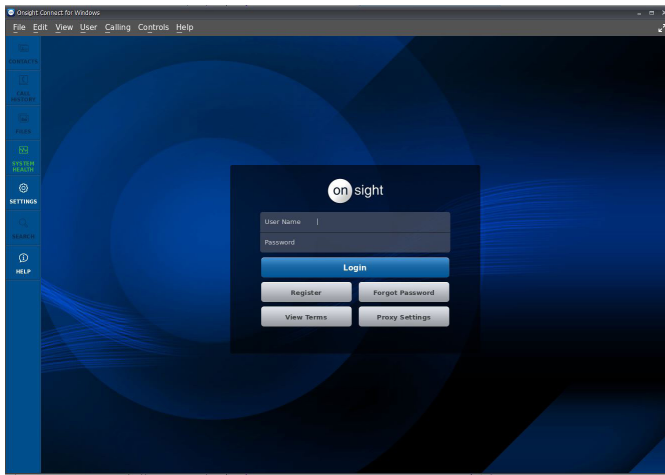 Onsight Connect for Windows
File Edit View User Calling Controls Help
CONTACTS
CALL
HISTORY
FILES
SYSTEM
HEALTH
SETTINGS
SEARCH
HELP
on sight
User Name
Password
Login
Register Forgot Password
View Terms Proxy Settings